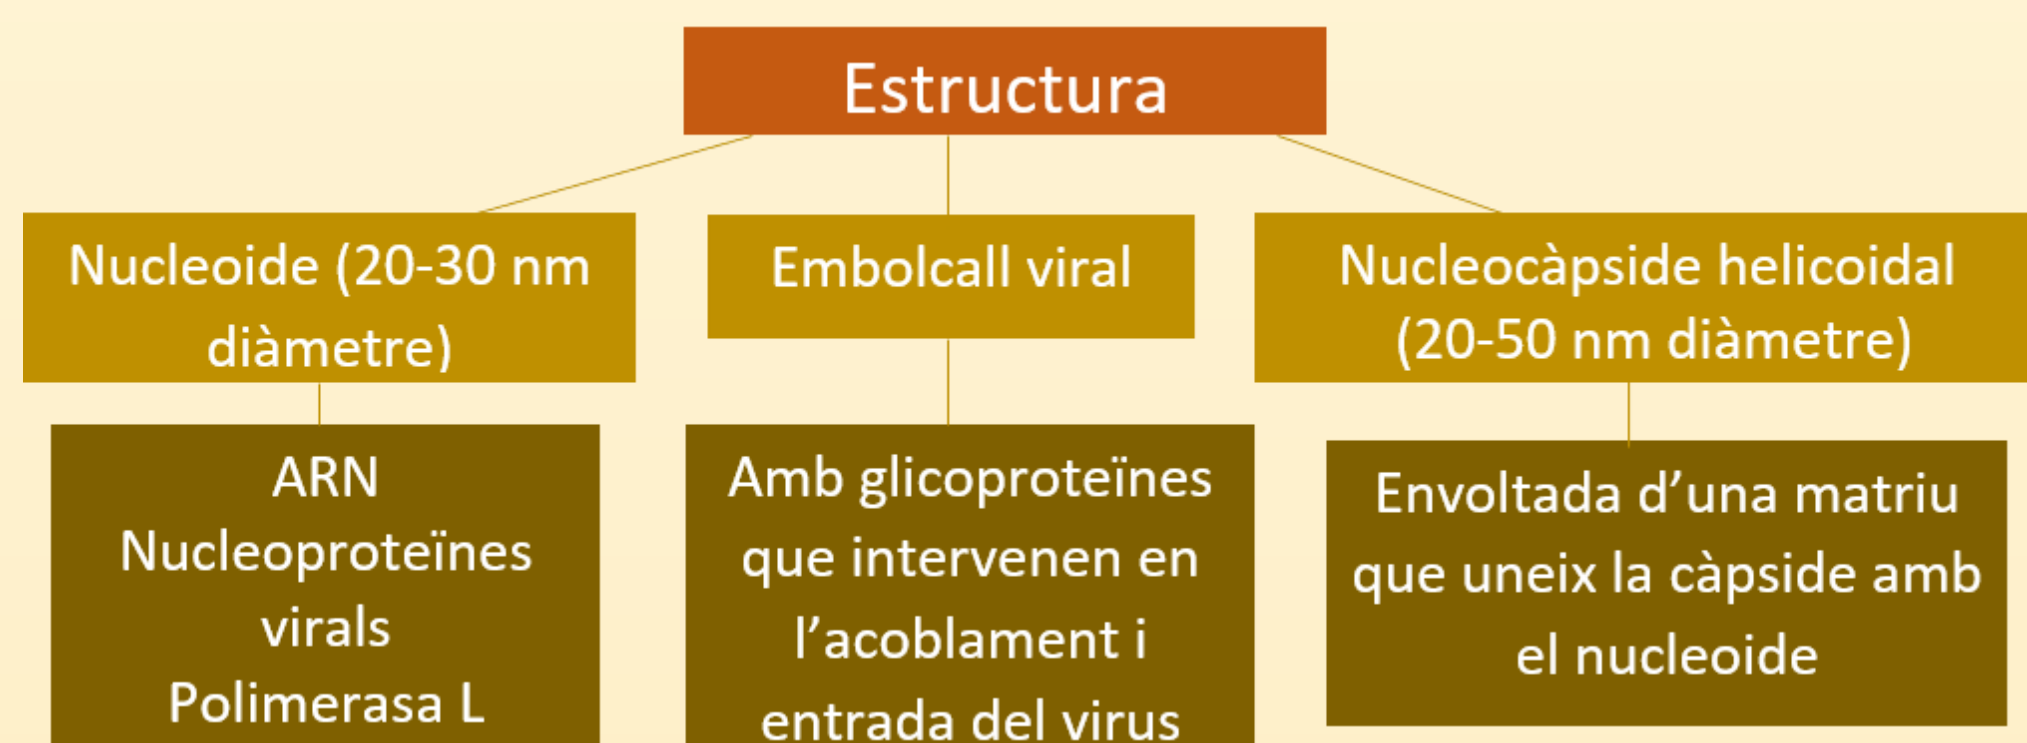 Estructura
Nucleoide (20-30 nm
diàmetre)
Embolcall viral
Nucleocàpside helicoidal
(20-50 nm diàmetre)
ARN
Nucleoproteïnes
virals
Polimerasa L
Amb glicoproteïnes
que intervenen en
l’acoblament i
entrada del virus
Envoltada d’una matriu
que uneix la càpside amb
el nucleoide